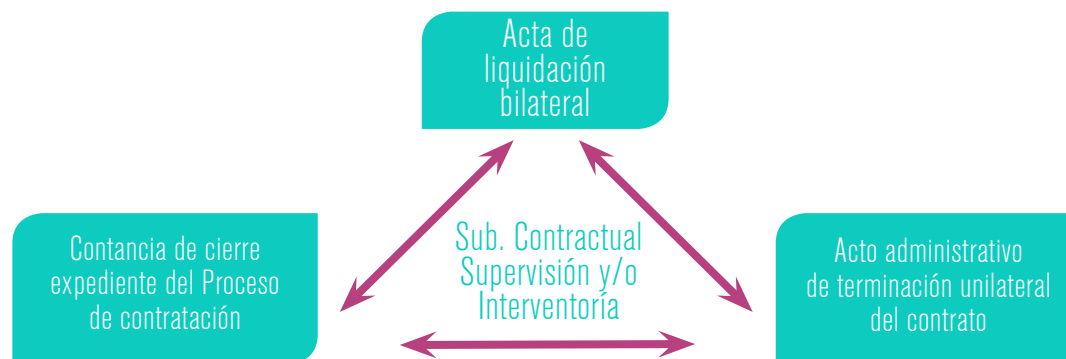 Acta de
liquidación
bilateral
Contancia de cierre
expediente del Proceso
de contratación
Sub. Contractual
Supervisión y/o
Interventoría
Acto administrativo
de terminación unilateral
del contrato